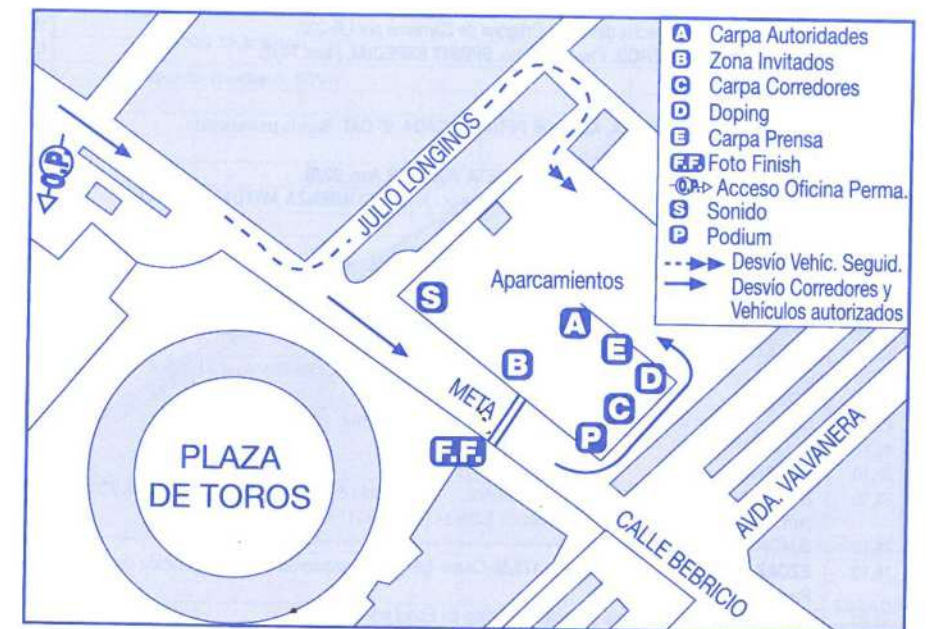 A Carpa Autoridades
B Zona Invitados
C Carpa Corredores
D Doping
E Carpa Prensa
F.F. Foto Finish
O.P. Acceso Oficina Perma.
S Sonido
P Podium
Desvío Vehíc. Seguid.
Desvío Corredores y
Vehículos autorizados
O.P.
JULIO LONGINOS
Aparcamientos
S
A
E
B
D
C
META
P
F.F.
PLAZA
DE TOROS
CALLE BEBRICIO
AVDA. VALVANERA